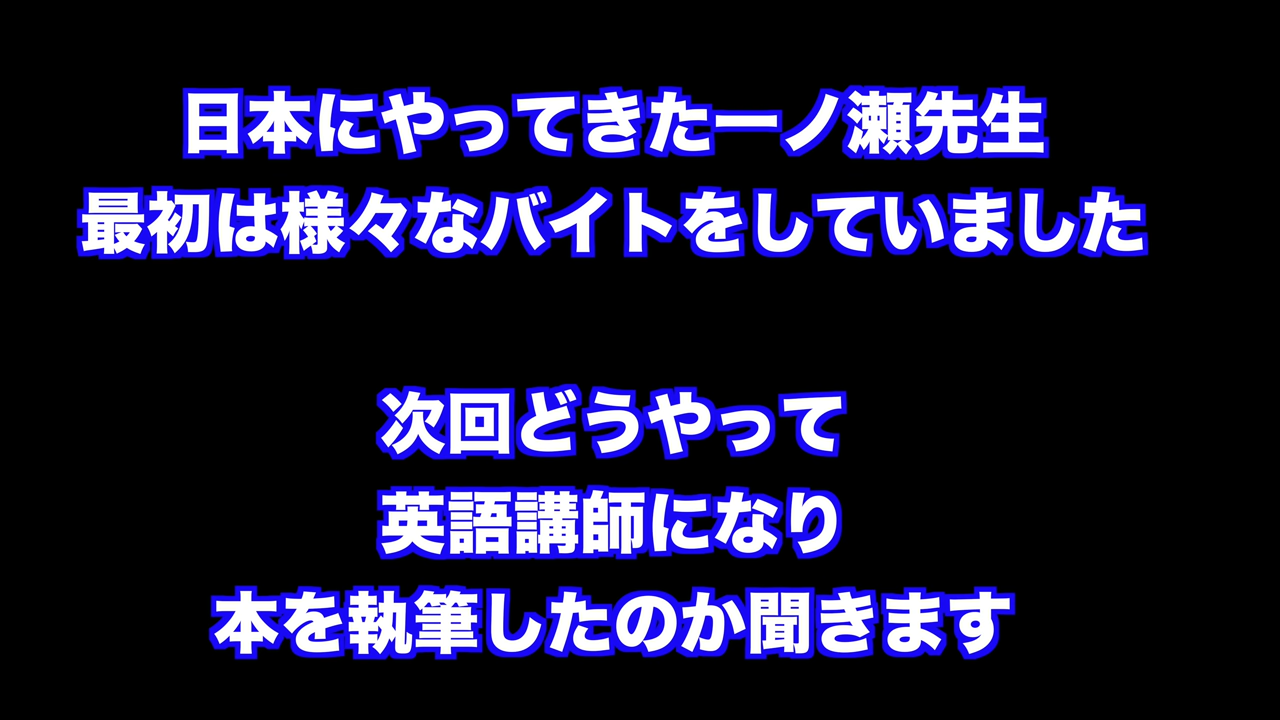 日本にやってきた一ノ瀬先生
最初は様々なバイトをしていました
次回どうやって
英語講師になり
本を執筆したのか聞きます